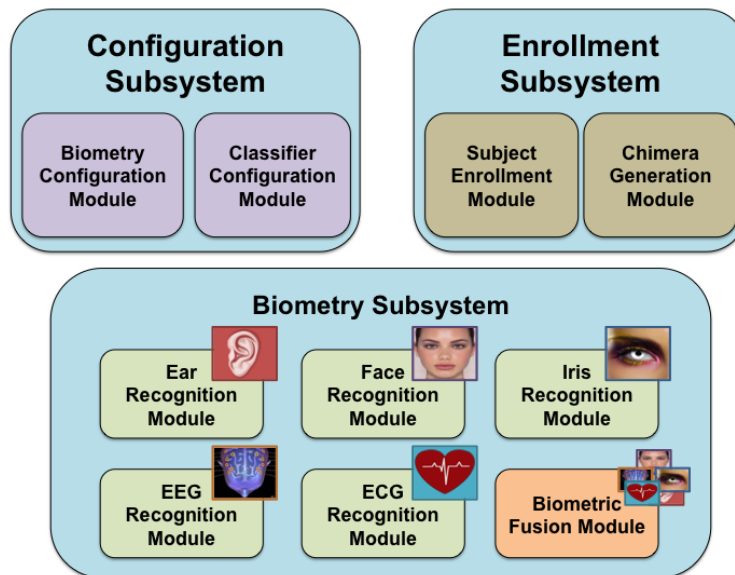 Configuration
Subsystem
Biometry
Configuration
Module
Classifier
Configuration
Module
Enrollment
Subsystem
Subject
Enrollment
Module
Chimera
Generation
Module
Biometry Subsystem
Ear
Recognition
Module
Face
Recognition
Module
Iris
Recognition
Module
EEG
Recognition
Module
ECG
Recognition
Module
Biometric
Fusion Module